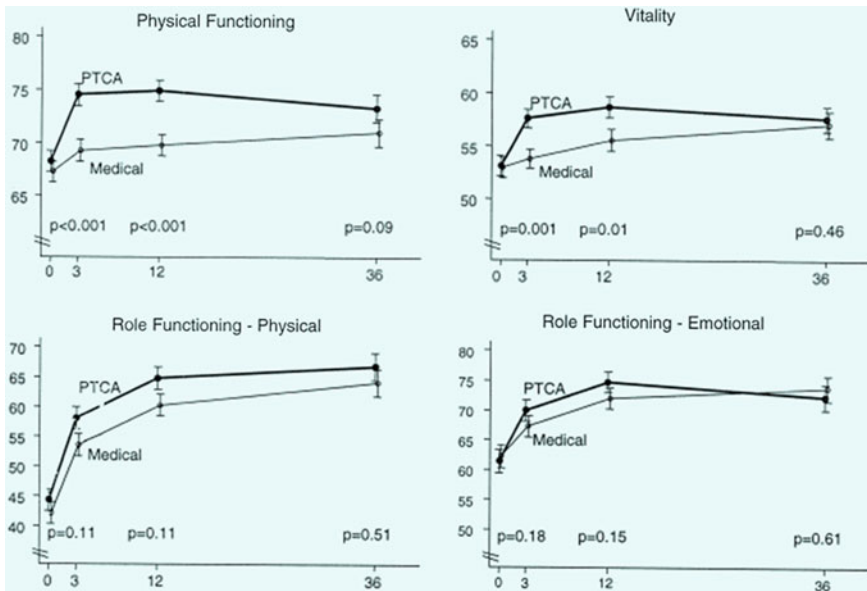 Physical Functioning
80
75
70
65
PTCA
Medical
p<0.001 p<0.001 p=0.09
0 3 12 36
Vitality
65
60
55
50
PTCA
Medical
p=0.001 p=0.01 p=0.46
0 3 12 36
Role Functioning - Physical
70
65
60
55
50
45
40
PTCA
Medical
p=0.11 p=0.11 p=0.51
0 3 12 36
Role Functioning - Emotional
80
75
70
65
60
55
50
PTCA
Medical
p=0.18 p=0.15 p=0.61
0 3 12 36